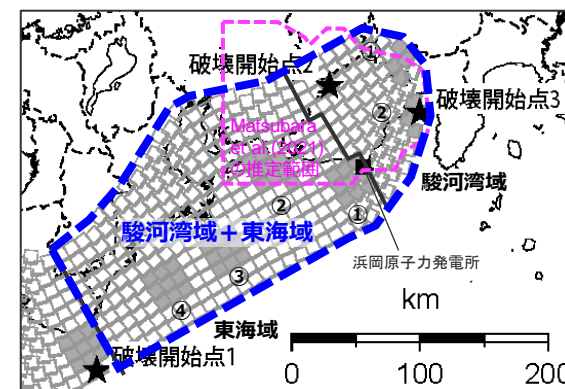 ①
破壊開始点2
②
破壊開始点3
Matsubara
et al.(2021)
の推定範囲
駿河湾域
②
①
駿河湾域+東海域
浜岡原子力発電所
③
km
④
東海域
破壊開始点1
0 100 200